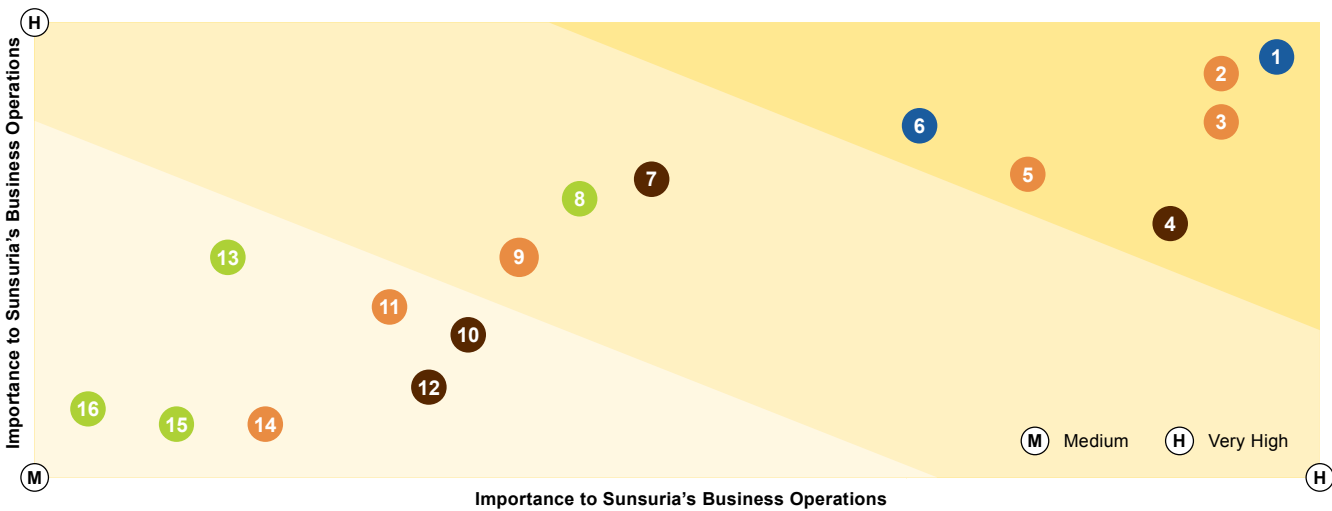 H
Importance to Sunsuria's Business Operations
1
2
3
6
5
7
8
4
9
13
11
10
12
16
15
14
M Medium H Very High
M
H
Importance to Sunsuria's Business Operations